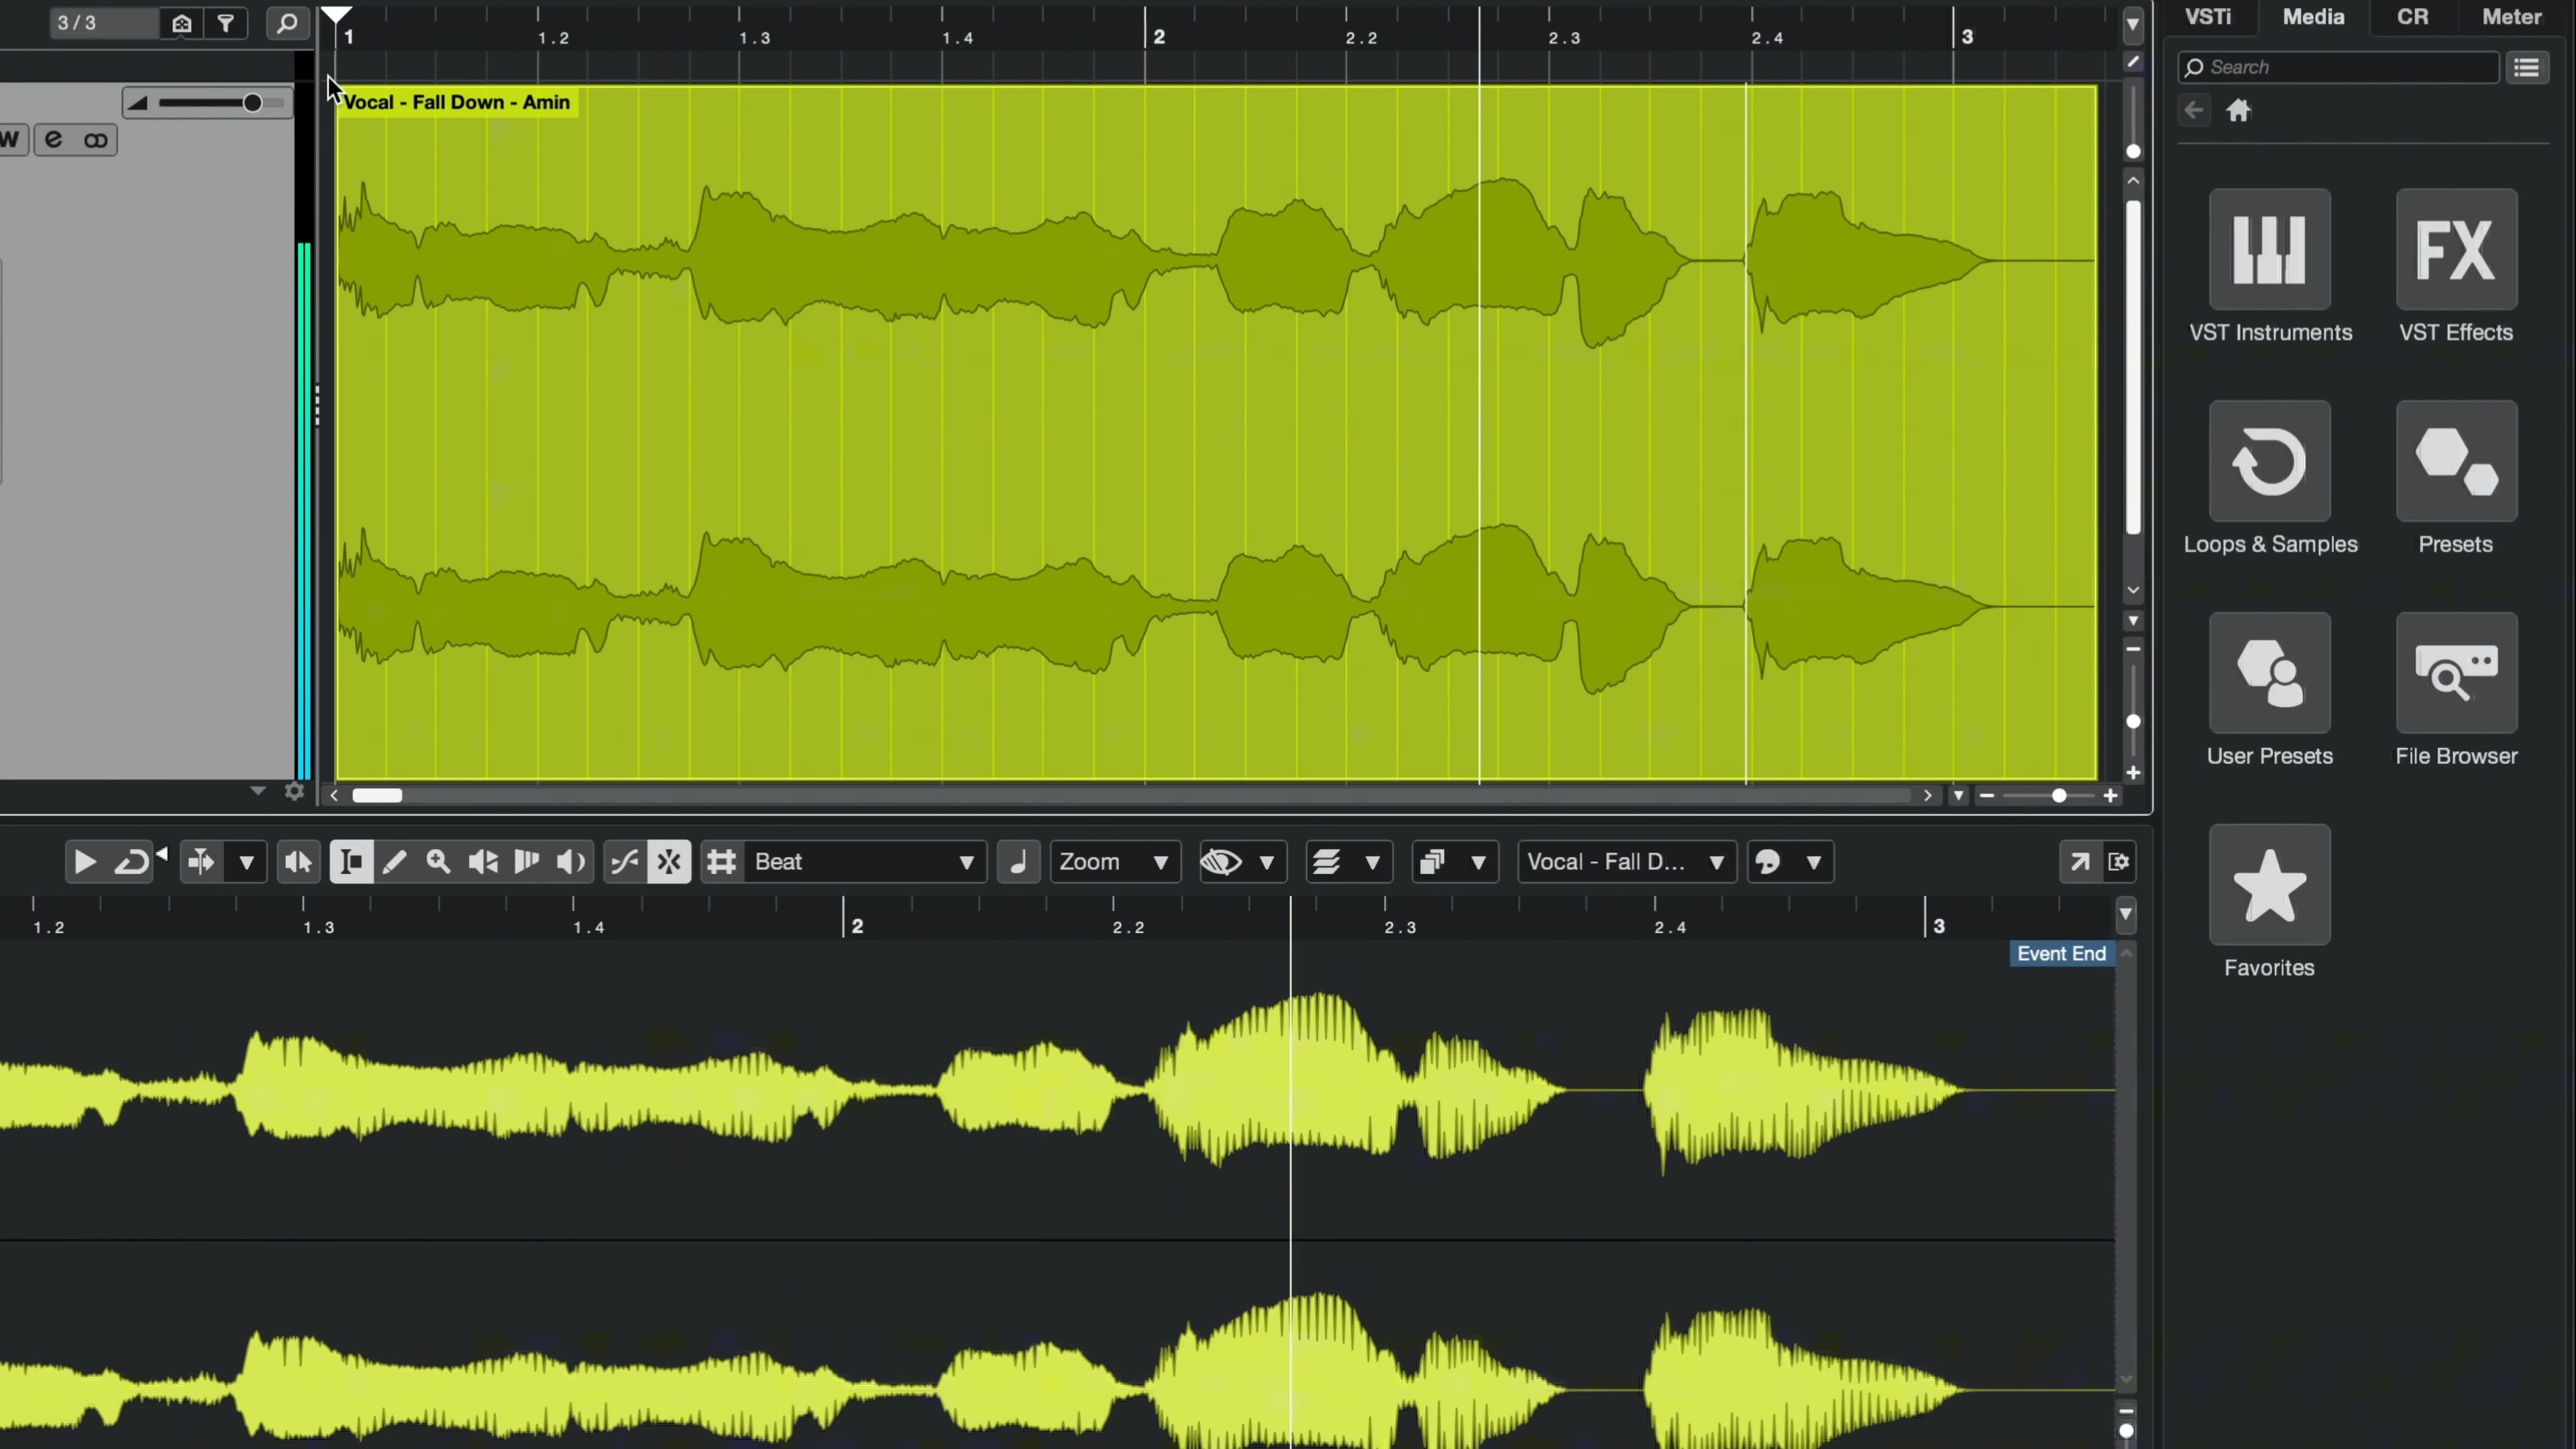 3 / 3
1 1.2 1.3 1.4 2 2.2 2.3 2.4 3
VSTi Media CR Meter
Search
Vocal - Fall Down - Amin
W e
FX
VST Instruments VST Effects
Loops & Samples Presets
User Presets File Browser
Favorites
Beat Zoom Vocal - Fall D...
1.2 1.3 1.4 2 2.2 2.3 2.4 3
Event End